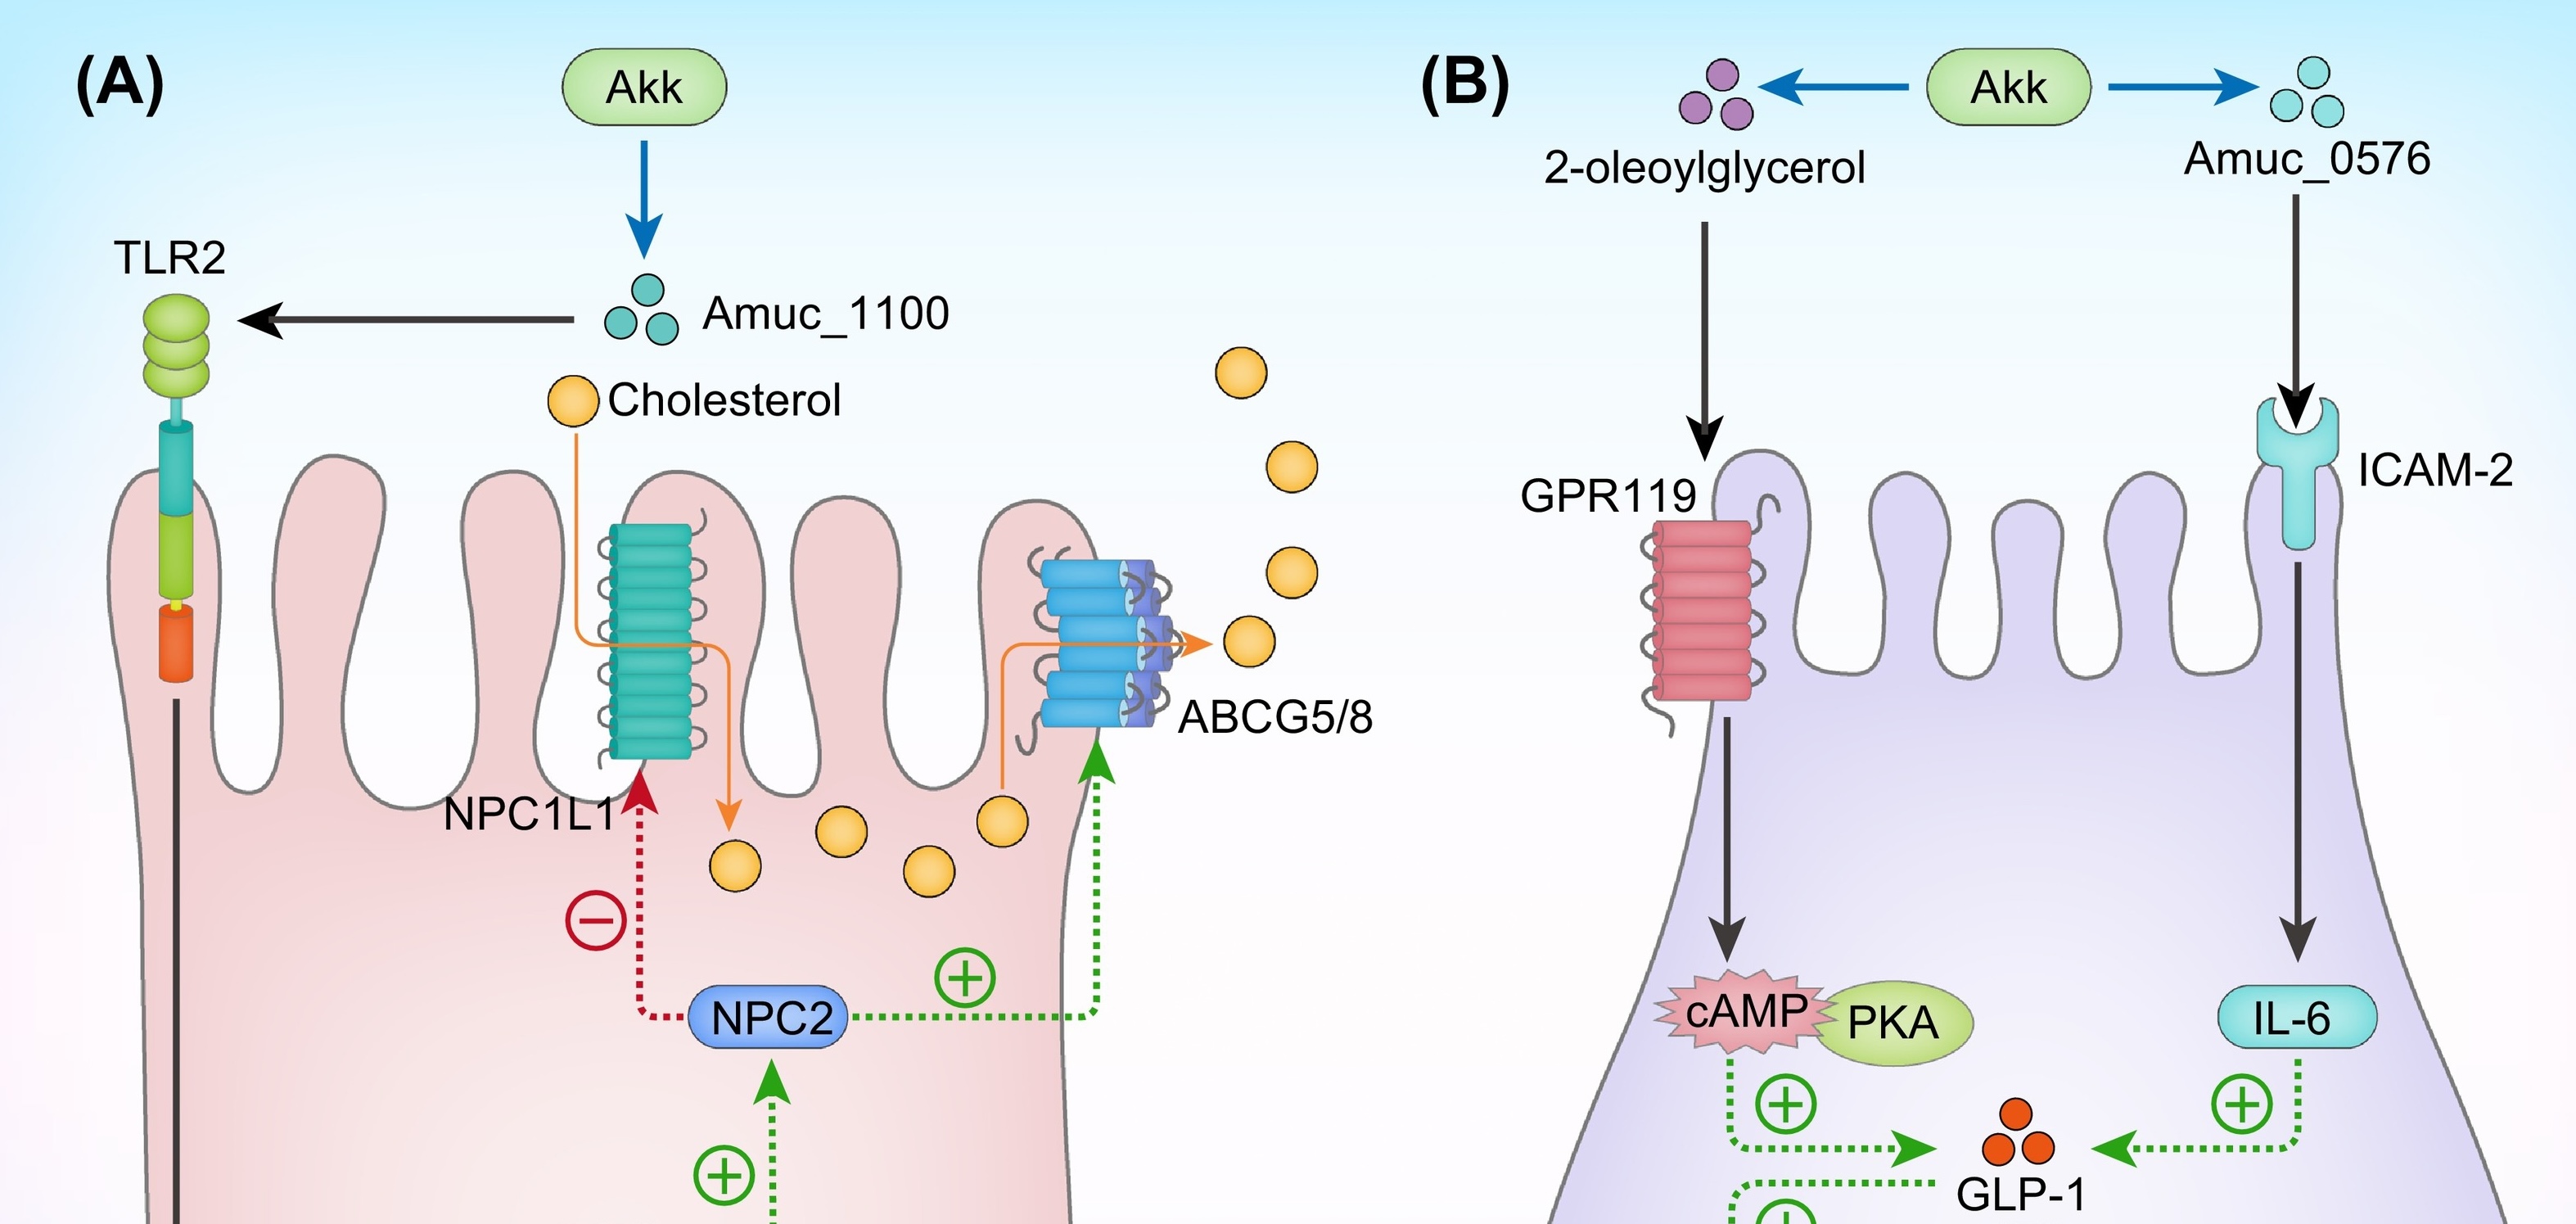 (A)
Akk
TLR2
Amuc_1100
Cholesterol
ABCG5/8
NPC1L1
NPC2
(B)
Akk
2-oleoylglycerol
Amuc_0576
GPR119
ICAM-2
cAMP
PKA
IL-6
GLP-1